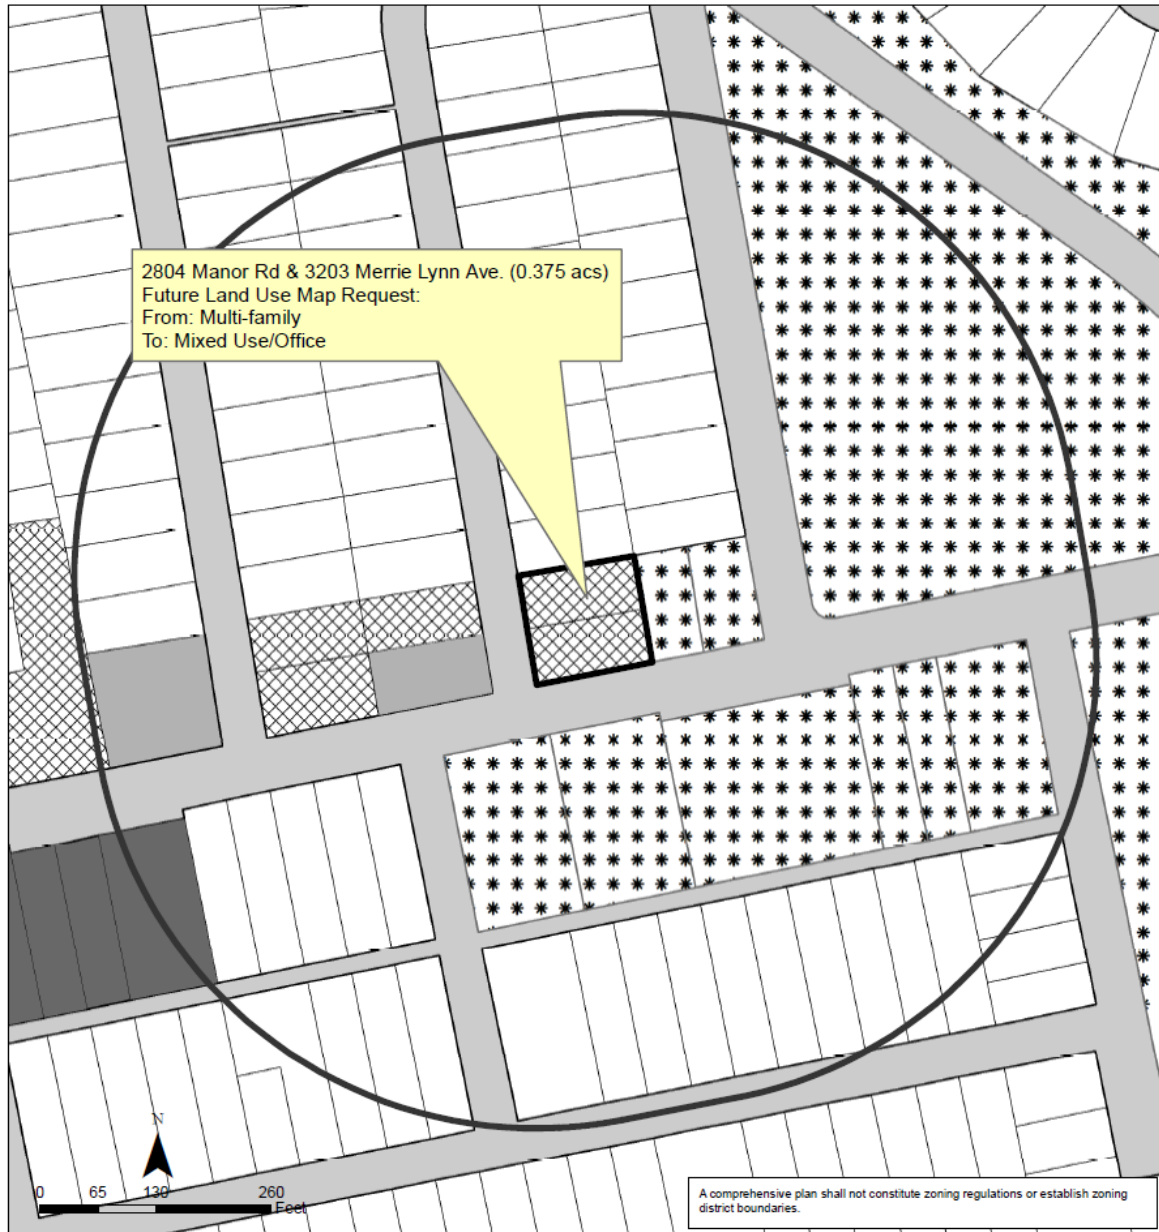 2804 Manor Rd & 3203 Merrie Lynn Ave. (0.375 acs)
Future Land Use Map Request:
From: Multi-family
To: Mixed Use/Office
N
0 65 130 260
Feet
A comprehensive plan shall not constitute zoning regulations or establish zoning
district boundaries.